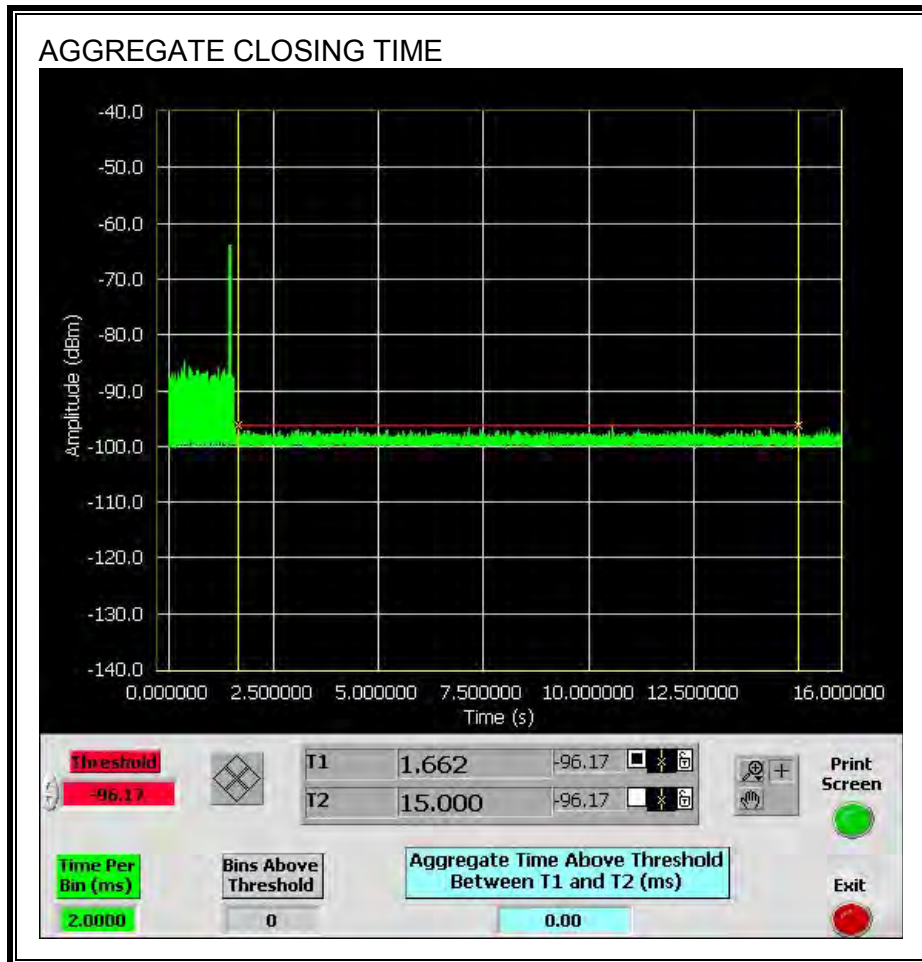 AGGREGATE CLOSING TIME
-40.0
-50.0
-60.0
-70.0
-80.0
-90.0
-100.0
-110.0
-120.0
-130.0
-140.0
Amplitude (dBm)
0.000000 2.500000 5.000000 7.500000 10.000000 12.500000 16.000000
Time (s)
Threshold
-96.17
T1 1.662 -96.17
T2 15.000 -96.17
Print Screen
Time Per Bin (ms)
2.0000
Bins Above Threshold
0
Aggregate Time Above Threshold
Between T1 and T2 (ms)
0.00
Exit